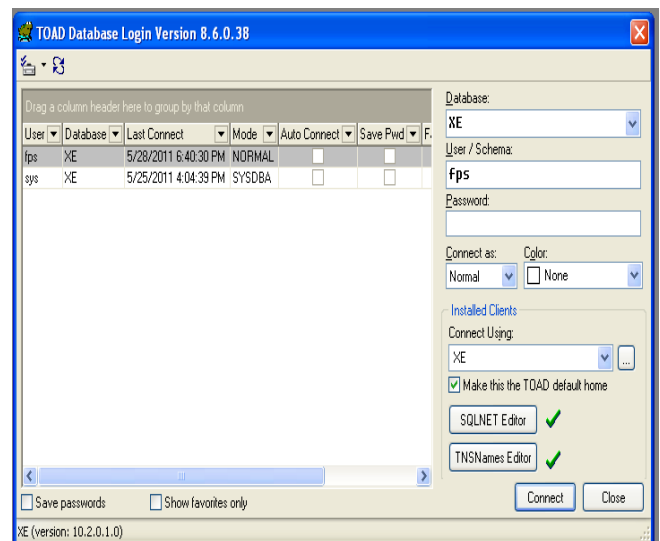 TOAD Database Login Version 8.6.0.38
Drag a column header here to group by that column
User Database Last Connect Mode Auto Connect Save Pwd F
fps XE 5/28/2011 6:40:30 PM NORMAL
sys XE 5/25/2011 4:04:39 PM SYSDBA
Save passwords Show favorites only
Database:
XE
User / Schema:
fps
Password:
Connect as: Color:
Normal None
Installed Clients
Connect Using:
XE ...
Make this the TOAD default home
SQLNET Editor
TNSNames Editor
Connect Close
XE (version: 10.2.0.1.0)